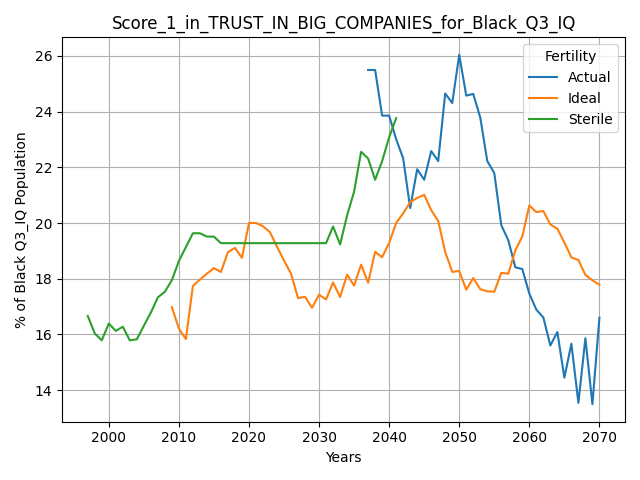 Score_1_in_TRUST_IN_BIG_COMPANIES_for_Black_Q3_IQ
Fertility
Actual
Ideal
Sterile
% of Black Q3_IQ Population
26
24
22
20
18
16
14
2000
2010
2020
2030
2040
2050
2060
2070
Years